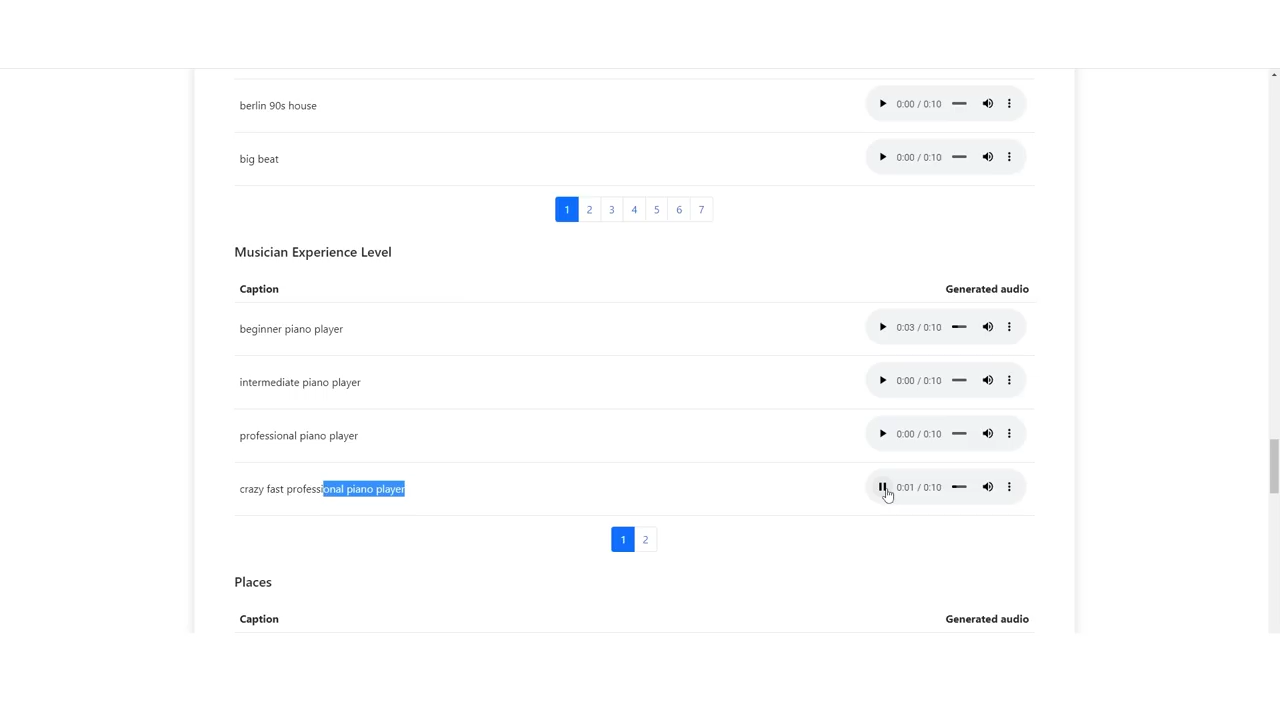 berlin 90s house 0:00 / 0:10
big beat 0:00 / 0:10
1 2 3 4 5 6 7
Musician Experience Level
Caption Generated audio
beginner piano player 0:03 / 0:10
intermediate piano player 0:00 / 0:10
professional piano player 0:00 / 0:10
crazy fast professional piano player 0:01 / 0:10
1 2
Places
Caption Generated audio